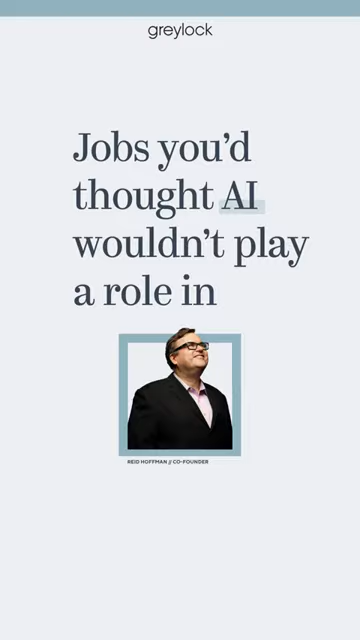 greylock
Jobs you'd
thought AI
wouldn't play
a role in
REID HOFFMAN // CO-FOUNDER